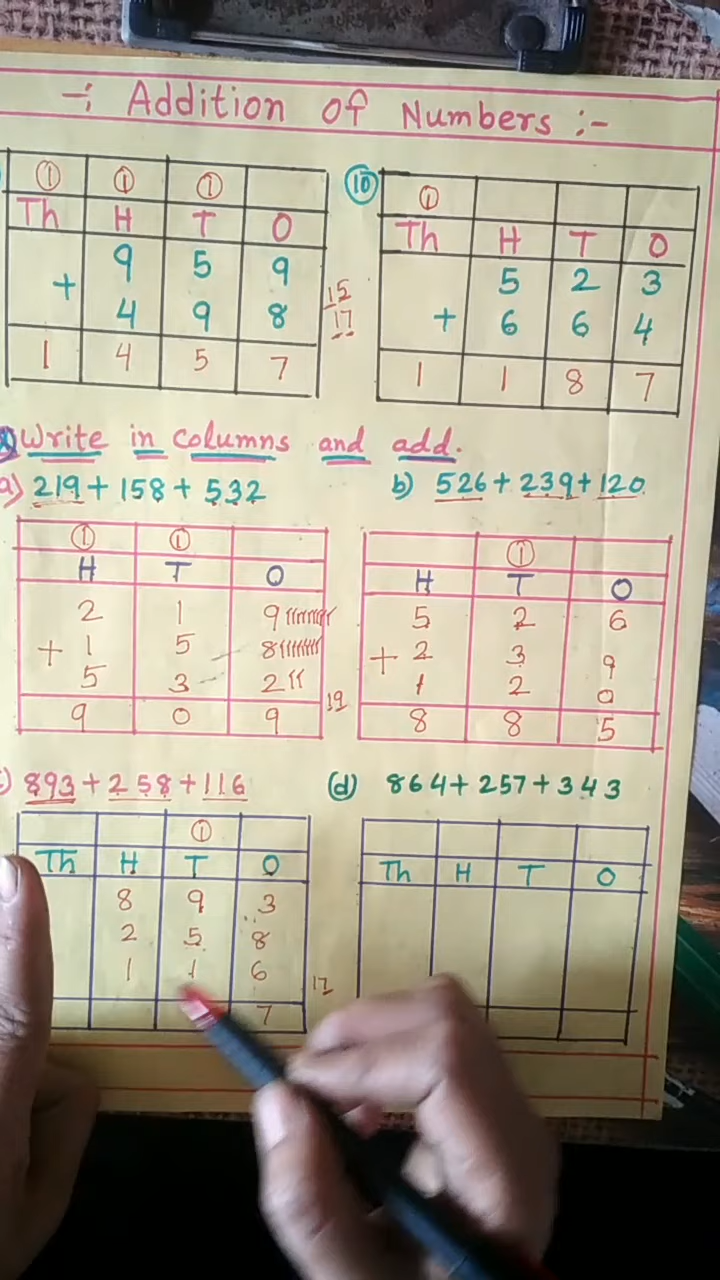 -: Addition of Numbers :-
① ① ①
Th H T O
9 5 9
+ 4 9 8
1 4 5 7
15
17
⑩
①
Th H T O
5 2 3
+ 6 6 4
1 1 8 7
Write in columns and add.
a) 219 + 158 + 532
① ①
H T O
2 1 9
+ 1 5 8
5 3 2
9 0 9
19
b) 526 + 239 + 120
①
H T O
5 2 6
+ 2 3 9
1 2 0
8 8 5
) 893 + 258 + 116
①
Th H T O
8 9 3
2 5 8
1 1 6
7
17
(d) 864 + 257 + 343
Th H T O